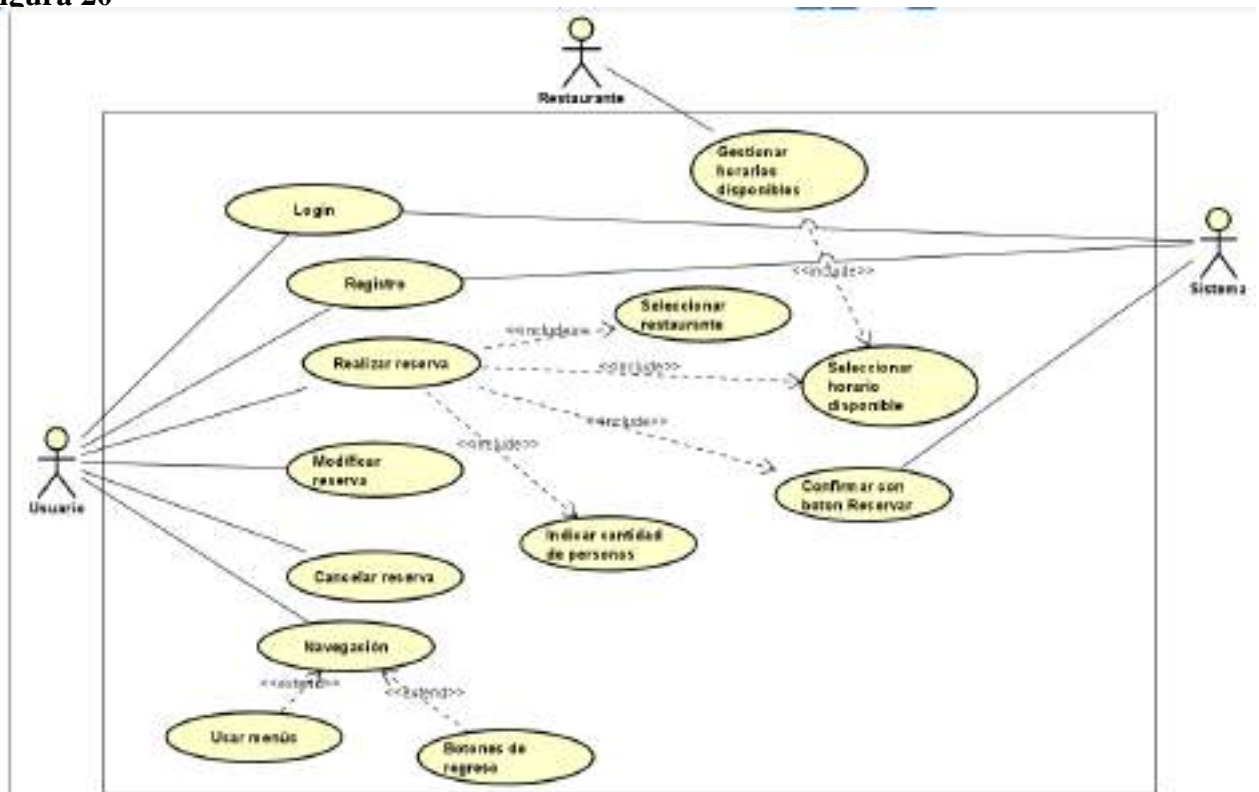 gura 20
Restaurante
Gestionar
horarios
disponibles
Login
<<include>>
Sistema
Registro
Seleccionar
restaurante
Realizar reserva
<<include>>
Seleccionar
horario
disponible
<<include>>
<<include>>
Usuario
Modificar
reserva
Confirmar con
boton Reservar
Indicar cantidad
de personas
Cancelar reserva
Navegación
<<extend>>
<<Extend>>
Usar menús
Botones de
regreso